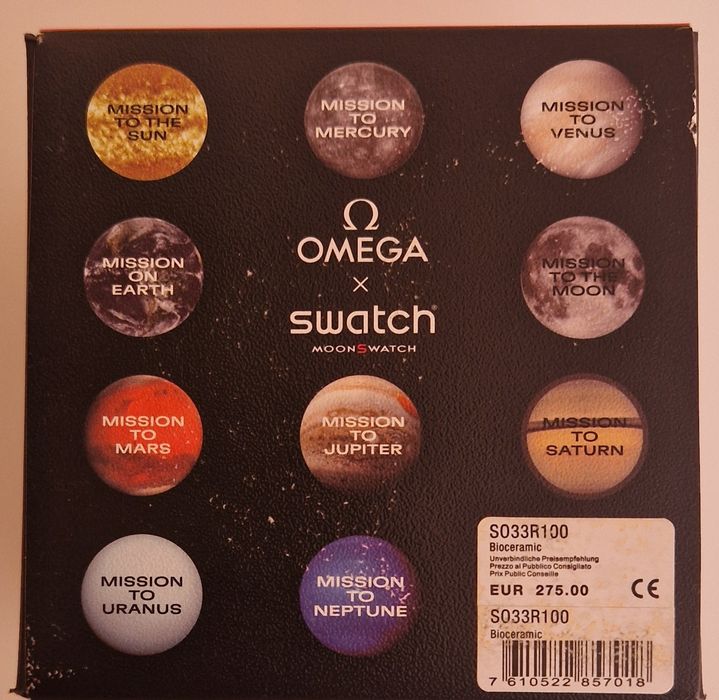 MISSION
TO THE
SUN
MISSION
TO
MERCURY
MISSION
TO
VENUS
MISSION
ON
EARTH
Ω
OMEGA
×
swatch®
MOONSWATCH
MISSION
TO THE
MOON
MISSION
TO
MARS
MISSION
TO
JUPITER
MISSION
TO
SATURN
MISSION
TO
URANUS
MISSION
TO
NEPTUNE
SO33R100
Bioceramic
Unverbindliche Preisempfehlung
Prezzo al Pubblico Consigliato
Prix Public Conseille
EUR 275.00 CE
SO33R100
Bioceramic
7 610522 857018